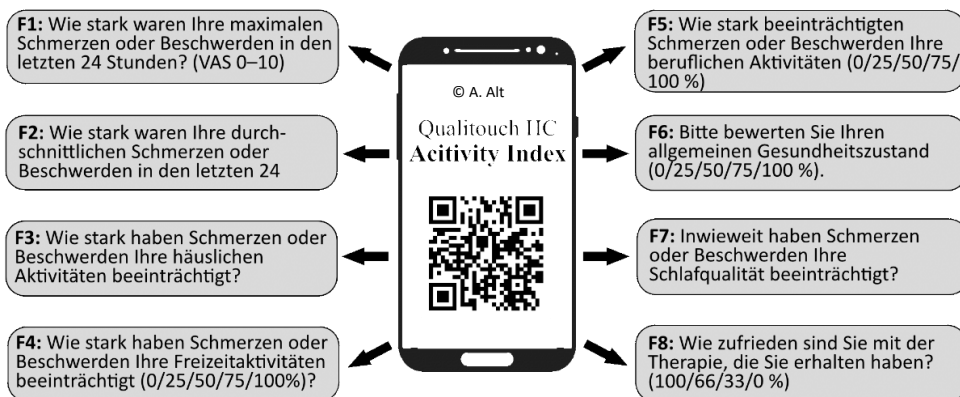 F1: Wie stark waren Ihre maximalen
Schmerzen oder Beschwerden in den
letzten 24 Stunden? (VAS 0–10)
F2: Wie stark waren Ihre durch-
schnittlichen Schmerzen oder
Beschwerden in den letzten 24
F3: Wie stark haben Schmerzen oder
Beschwerden Ihre häuslichen
Aktivitäten beeinträchtigt?
F4: Wie stark haben Schmerzen oder
Beschwerden Ihre Freizeitaktivitäten
beeinträchtigt (0/25/50/75/100%)?
© A. Alt
Qualitouch HC
Acitivity Index
F5: Wie stark beeinträchtigten
Schmerzen oder Beschwerden Ihre
beruflichen Aktivitäten (0/25/50/75/
100 %)
F6: Bitte bewerten Sie Ihren
allgemeinen Gesundheitszustand
(0/25/50/75/100 %).
F7: Inwieweit haben Schmerzen
oder Beschwerden Ihre
Schlafqualität beeinträchtigt?
F8: Wie zufrieden sind Sie mit der
Therapie, die Sie erhalten haben?
(100/66/33/0 %)